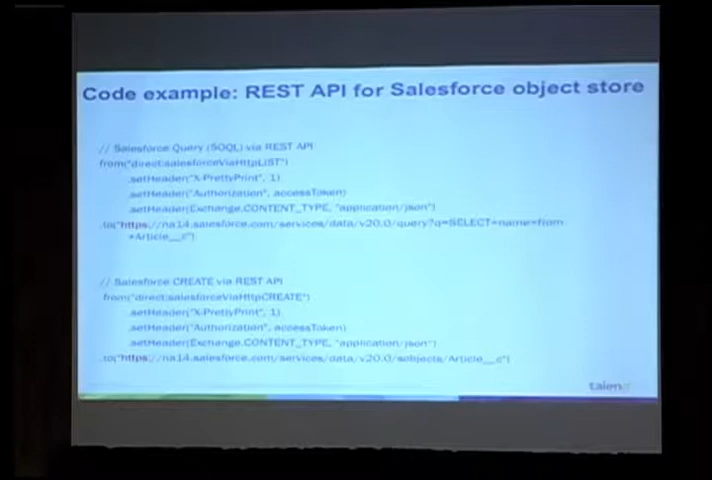 Code example: REST API for Salesforce object store
// Salesforce Query (SOQL) via REST API
from("direct:salesforceViaHttpLIST")
.setHeader("X-PrettyPrint", 1)
.setHeader("Authorization", accessToken)
.setHeader(Exchange.CONTENT_TYPE, "application/json")
.to("https://na14.salesforce.com/services/data/v20.0/query?q=SELECT+name+from
+Article__c")
// Salesforce CREATE via REST API
from("direct:salesforceViaHttpCREATE")
.setHeader("X-PrettyPrint", 1)
.setHeader("Authorization", accessToken)
.setHeader(Exchange.CONTENT_TYPE, "application/json")
.to("https://na14.salesforce.com/services/data/v20.0/sobjects/Article__c")
talend